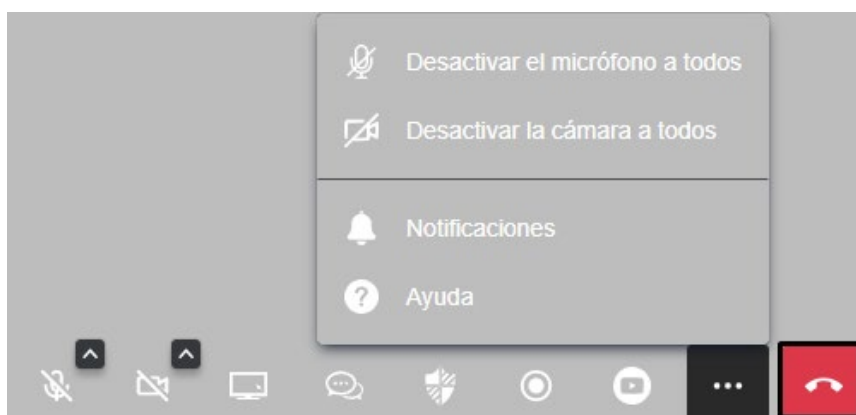 Desactivar el micrófono a todos
Desactivar la cámara a todos
Notificaciones
Ayuda